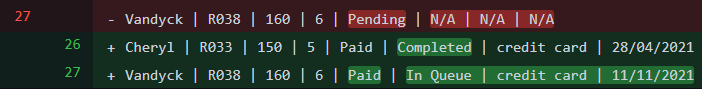 27 - Vandyck | R038 | 160 | 6 | Pending | N/A | N/A | N/A
26 + Cheryl | R033 | 150 | 5 | Paid | Completed | credit card | 28/04/2021
27 + Vandyck | R038 | 160 | 6 | Paid | In Queue | credit card | 11/11/2021